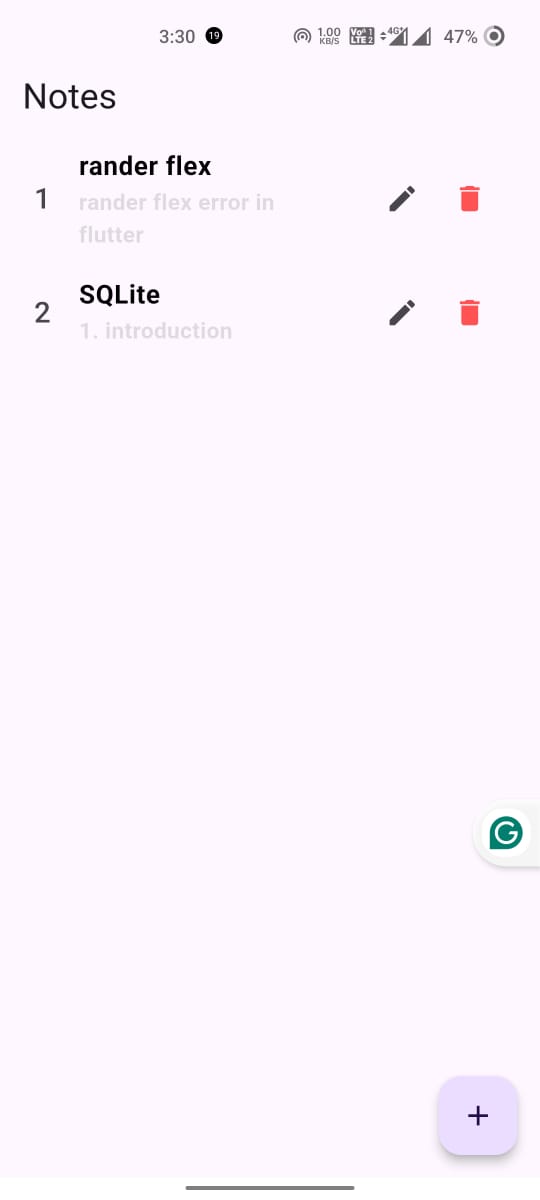 3:30 19 1.00 KB/S Vo 1 LTE 2 4G+ 47%
Notes
1
rander flex
rander flex error in
flutter
2
SQLite
1. introduction